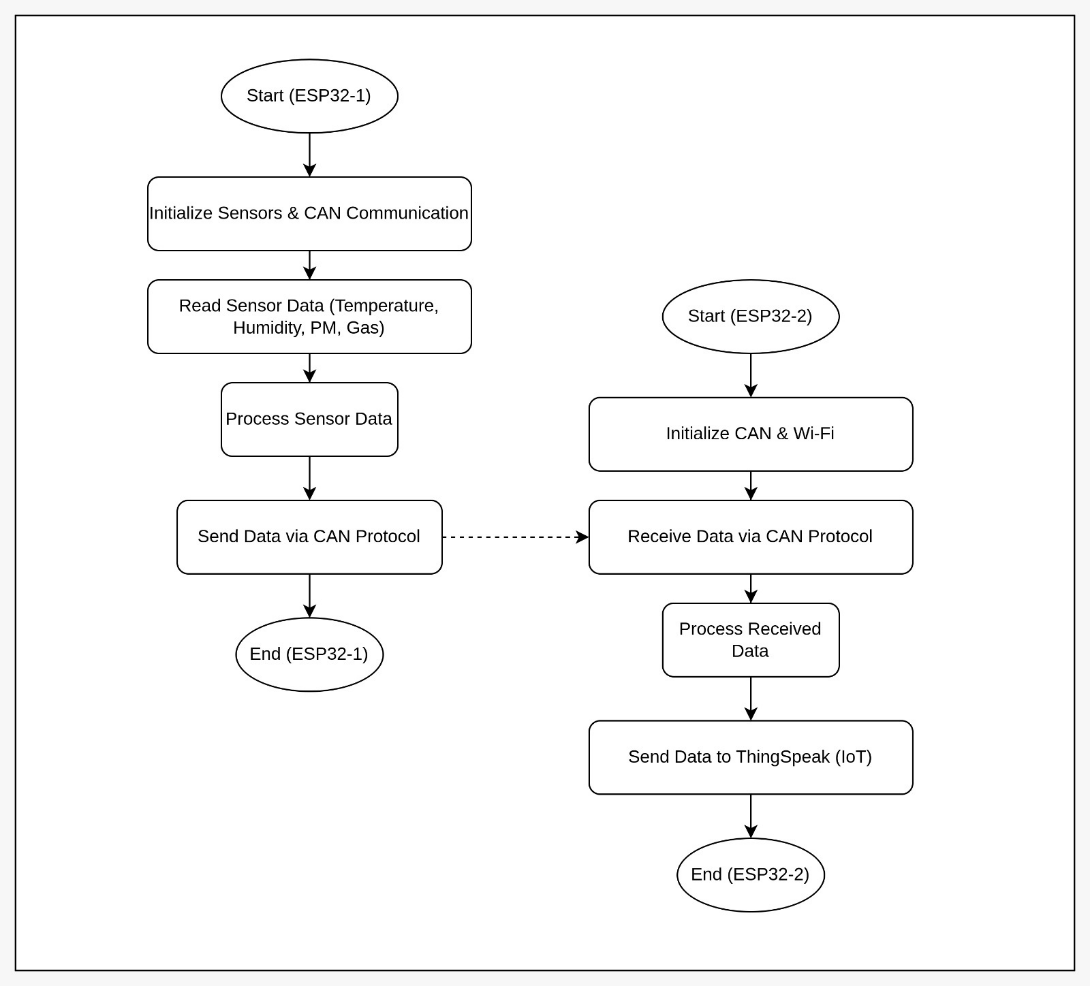 Start (ESP32-1)
Initialize Sensors & CAN Communication
Read Sensor Data (Temperature,
Humidity, PM, Gas)
Process Sensor Data
Send Data via CAN Protocol
End (ESP32-1)
Start (ESP32-2)
Initialize CAN & Wi-Fi
Receive Data via CAN Protocol
Process Received
Data
Send Data to ThingSpeak (IoT)
End (ESP32-2)